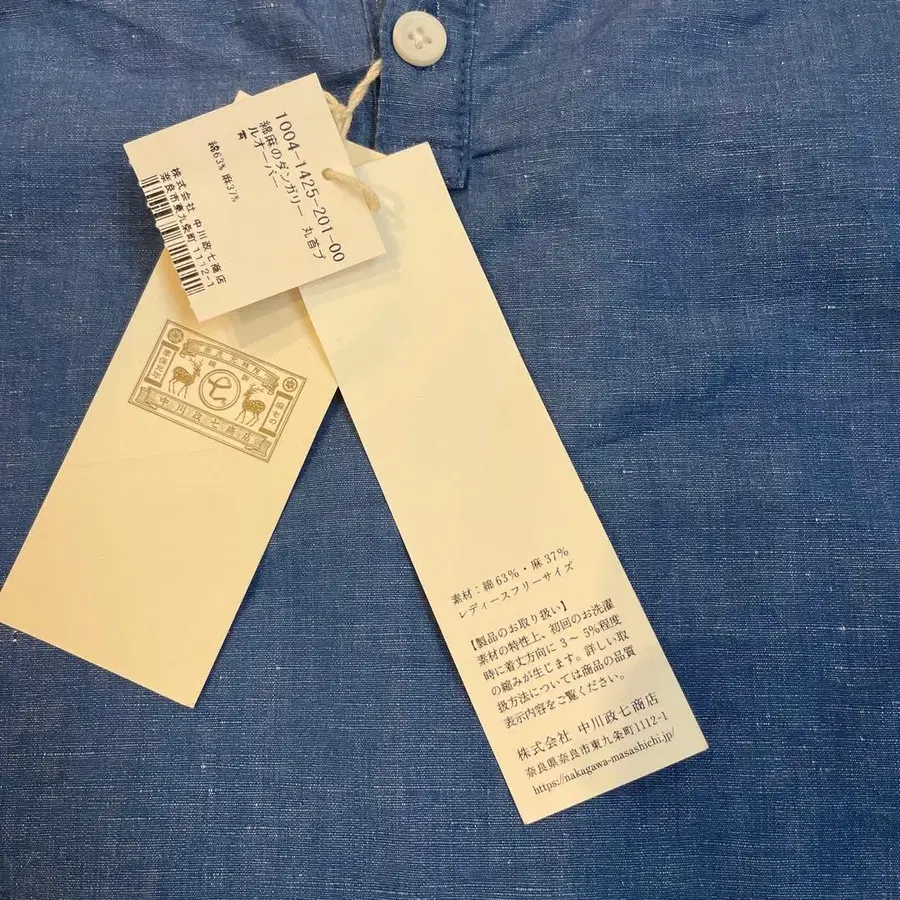 1004-1425-201-00
綿麻のダンガリー 丸首プ
ルオーバー
青
綿63% 麻37%
株式会社 中川政七商店
奈良市東九条町1112-1
中川政七商店
素材：綿63%・麻37%
レディースフリーサイズ
【製品のお取り扱い】
素材の特性上、初回のお洗濯
時に着丈方向に 3〜5%程度
の縮みが生じます。詳しい取
扱方法については商品の品質
表示内容をご覧ください。
株式会社 中川政七商店
奈良県奈良市東九条町1112-1
https://nakagawa-masashichi.jp/